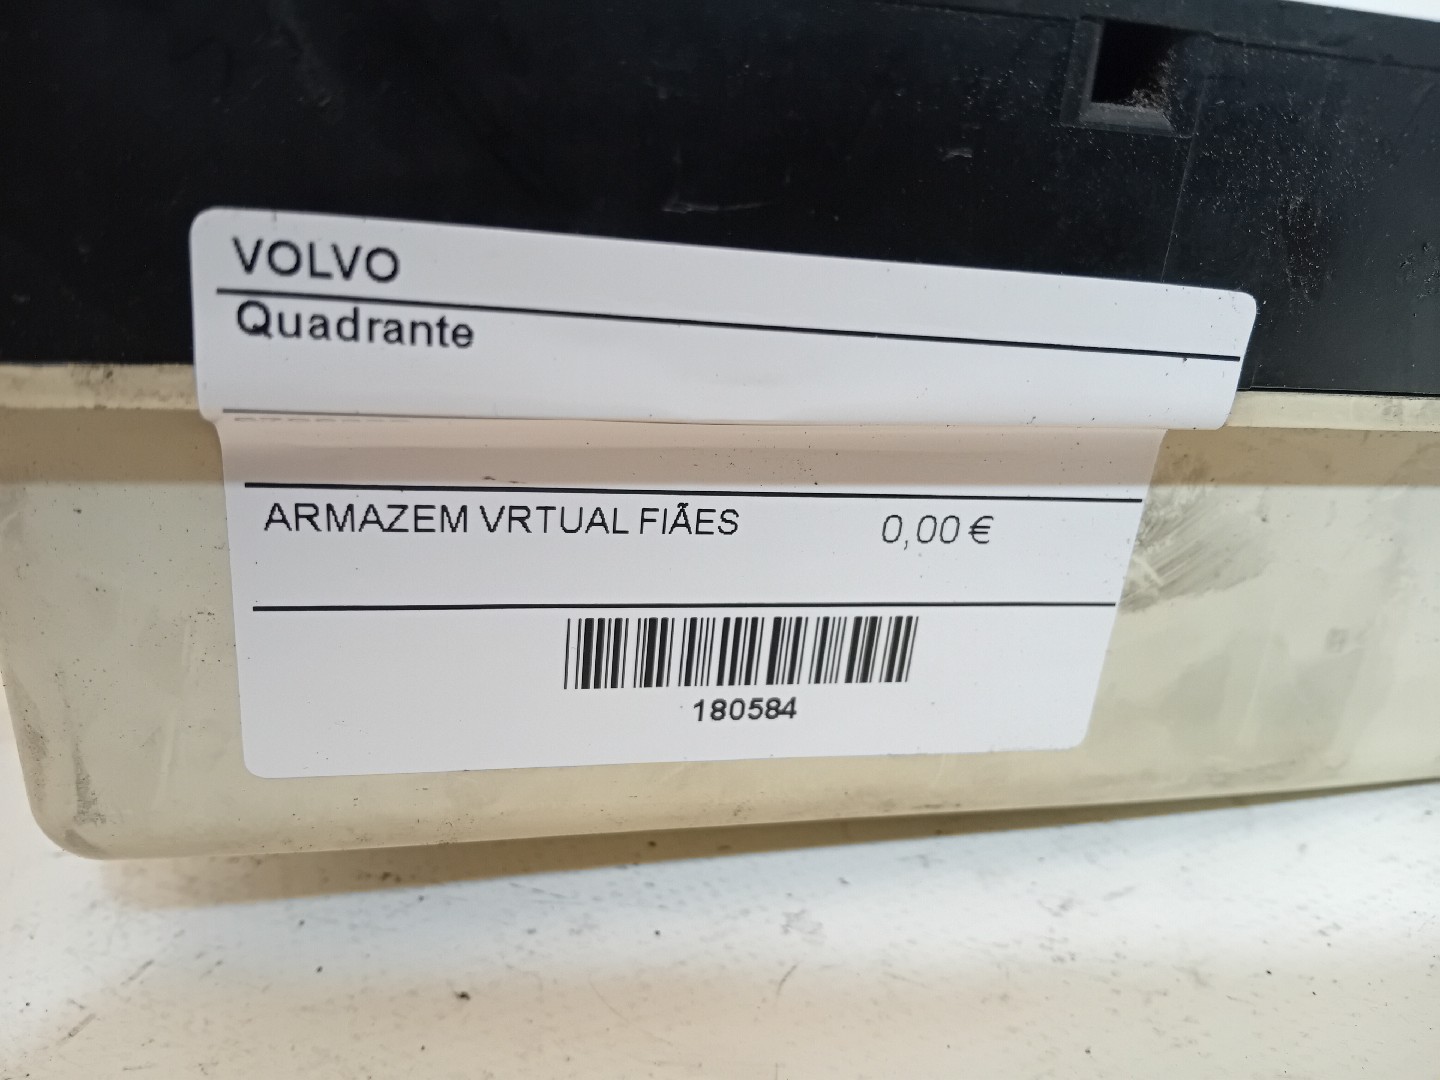 VOLVO
Quadrante
ARMAZEM VRTUAL FIÃES 0,00 €
180584